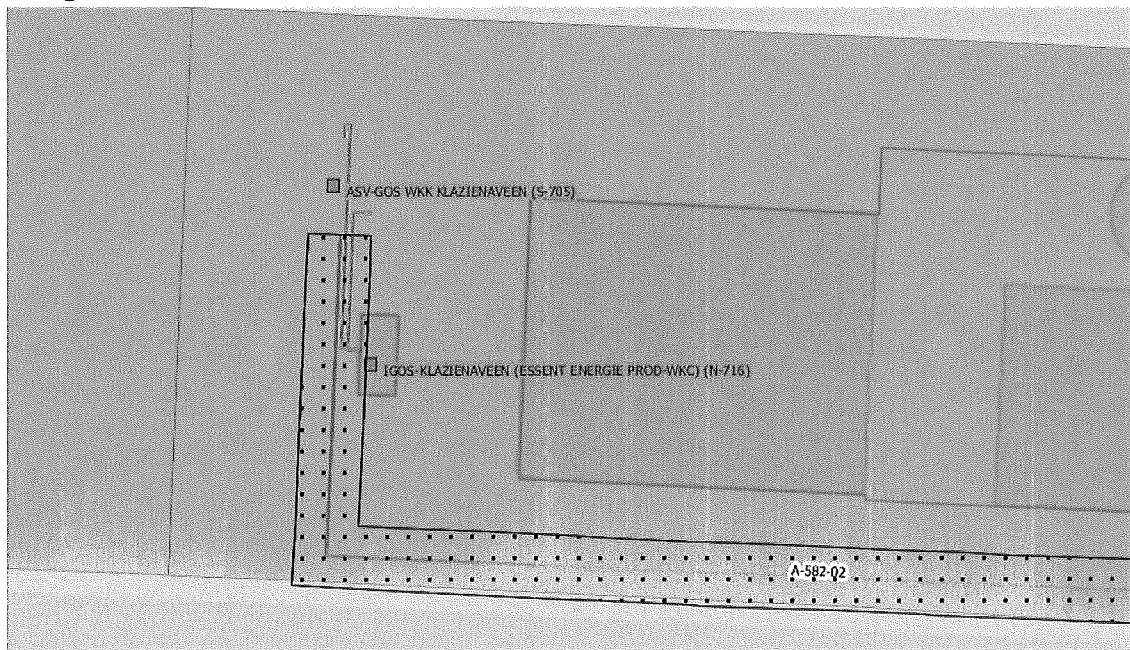 ASV-GOS WKK KLAZIENAVEEN (S-705)
IGOS-KLAZIENAVEEN (ESSENT ENERGIE PROD-WKC) (N-716)
A-582-02